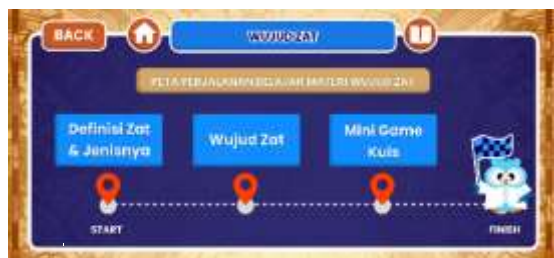 BACK
WUJUD ZAT
PETA PERJALANAN BELAJAR MATERI WUJUD ZAT
Definisi Zat
& Jenisnya
Wujud Zat
Mini Game
Kuis
START
FINISH